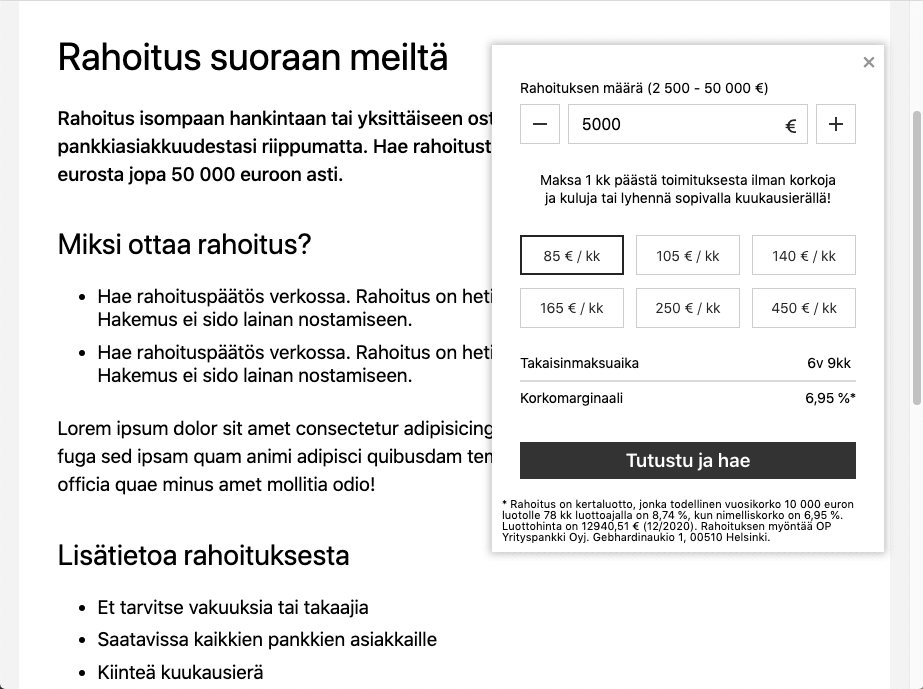 Rahoitus suoraan meiltä
Rahoitus isompaan hankintaan tai yksittäiseen
pankkiasiakkuudestasi riippumatta. Hae rahoitust
eurosta jopa 50 000 euroon asti.
Miksi ottaa rahoitus?
Hae rahoituspäätös verkossa. Rahoitus on heti
Hakemus ei sido lainan nostamiseen.
Hae rahoituspäätös verkossa. Rahoitus on heti
Hakemus ei sido lainan nostamiseen.
Lorem ipsum dolor sit amet consectetur adipisicing
fuga sed ipsam quam animi adipisci quibusdam
officia quae minus amet mollitia odio!
Lisätietoa rahoituksesta
Et tarvitse vakuuksia tai takaajia
Saatavissa kaikkien pankkien asiakkaille
Kiinteä kuukausierä
×
Rahoituksen määrä (2 500 - 50 000 €)
− 5000 € +
Maksa 1 kk päästä toimituksesta ilman korkoja
ja kuluja tai lyhennä sopivalla kuukausierällä!
85 € / kk 105 € / kk 140 € / kk
165 € / kk 250 € / kk 450 € / kk
Takaisinmaksuaika 6v 9kk
Korkomarginaali 6,95 %*
Tutustu ja hae
* Rahoitus on kertaluotto, jonka todellinen vuosikorko 10 000 euron
luotolle 78 kk luottoajalla on 8,74 %, kun nimelliskorko on 6,95 %.
Luottohinta on 12940,51 € (12/2020). Rahoituksen myöntää OP
Yrityspankki Oyj. Gebhardinaukio 1, 00510 Helsinki.